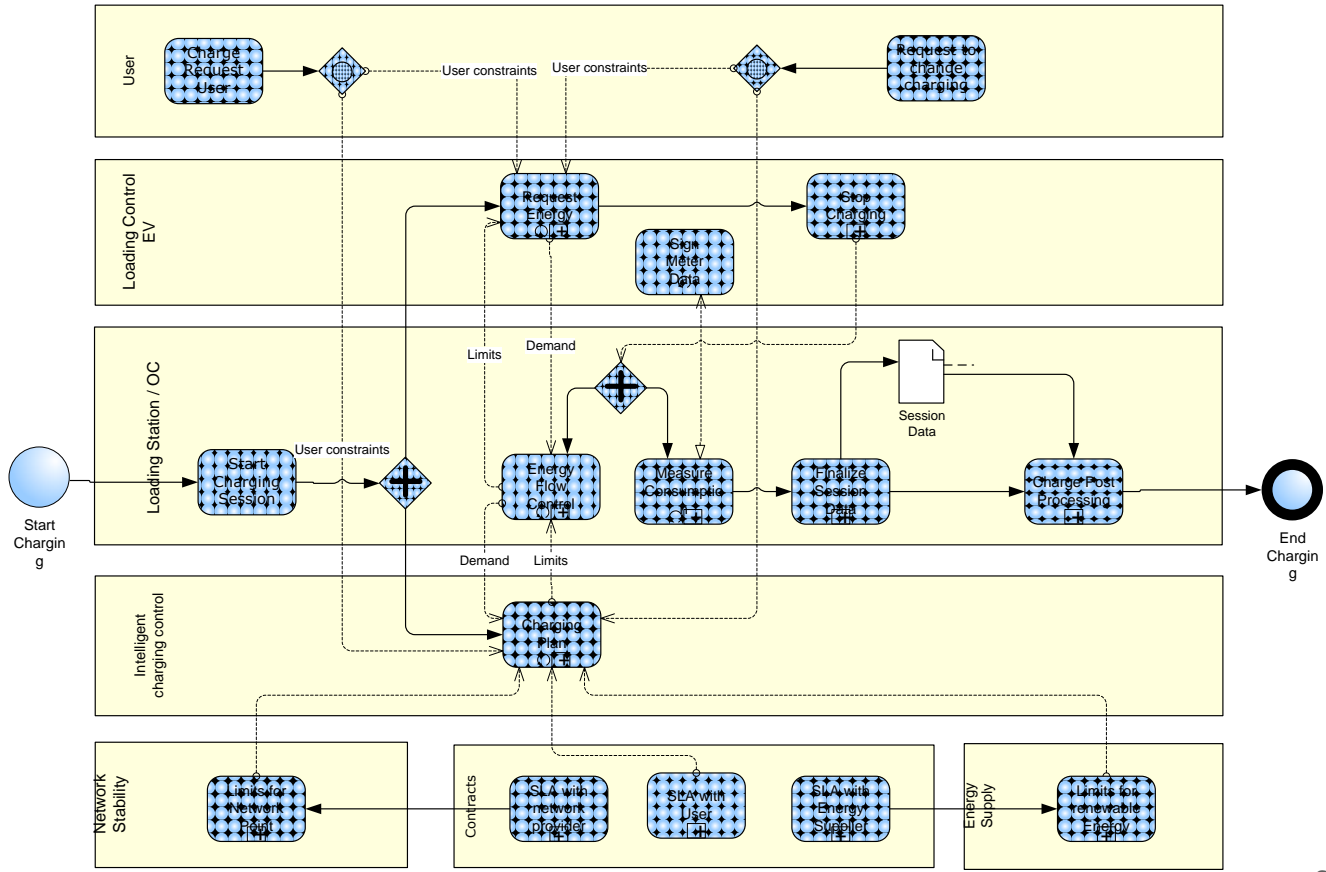 User
Charge
Request
User
User constraints
User constraints
Request to
change
charging
Loading Control
EV
Request
Energy
Stop
Charging
Sign
Meter
Data
Limits
Demand
Loading Station / OC
Start
Chargin
g
Start
Charging
Session
User constraints
Energy
Flow
Control
Measure
Consumptio
Finalize
Session
Data
Session
Data
Charge Post
Processing
End
Chargin
g
Demand
Limits
Intelligent
charging control
Charging
Plan
Network
Stability
Limits for
Network
Point
Contracts
SLA with
network
provider
SLA with
User
SLA with
Energy
Supplier
Energy
Supply
Limits for
renewable
Energy